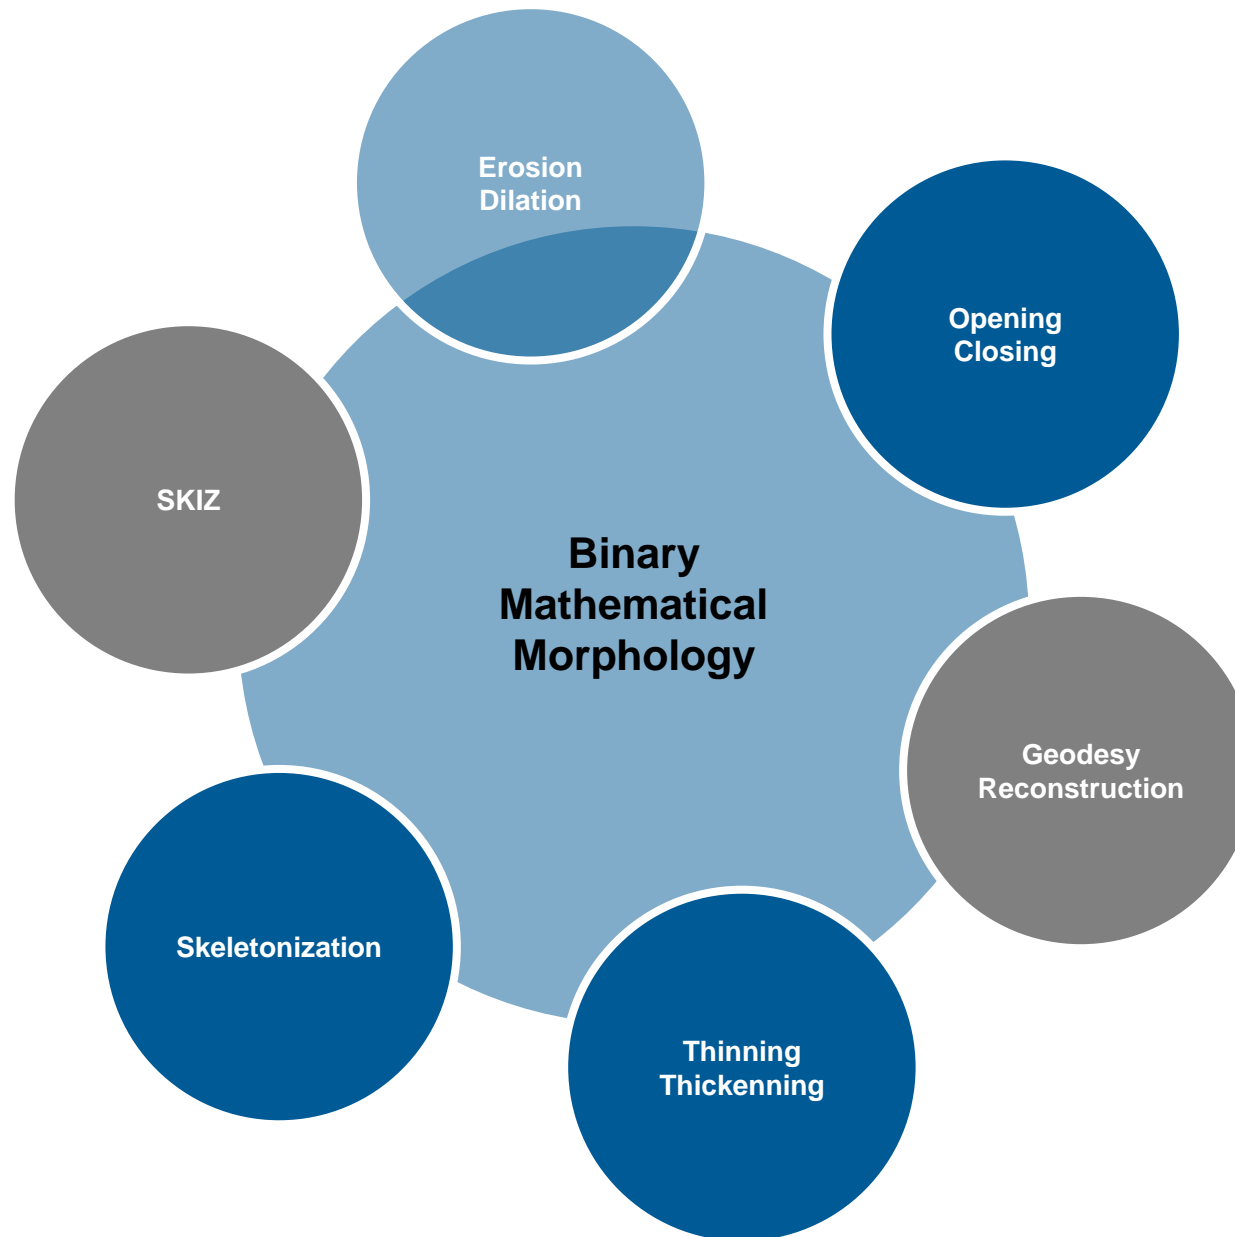 Erosion
Dilation
Opening
Closing
SKIZ
Binary
Mathematical
Morphology
Geodesy
Reconstruction
Skeletonization
Thinning
Thickenning